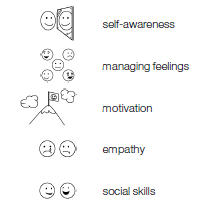 self-awareness
managing feelings
motivation
empathy
social skills